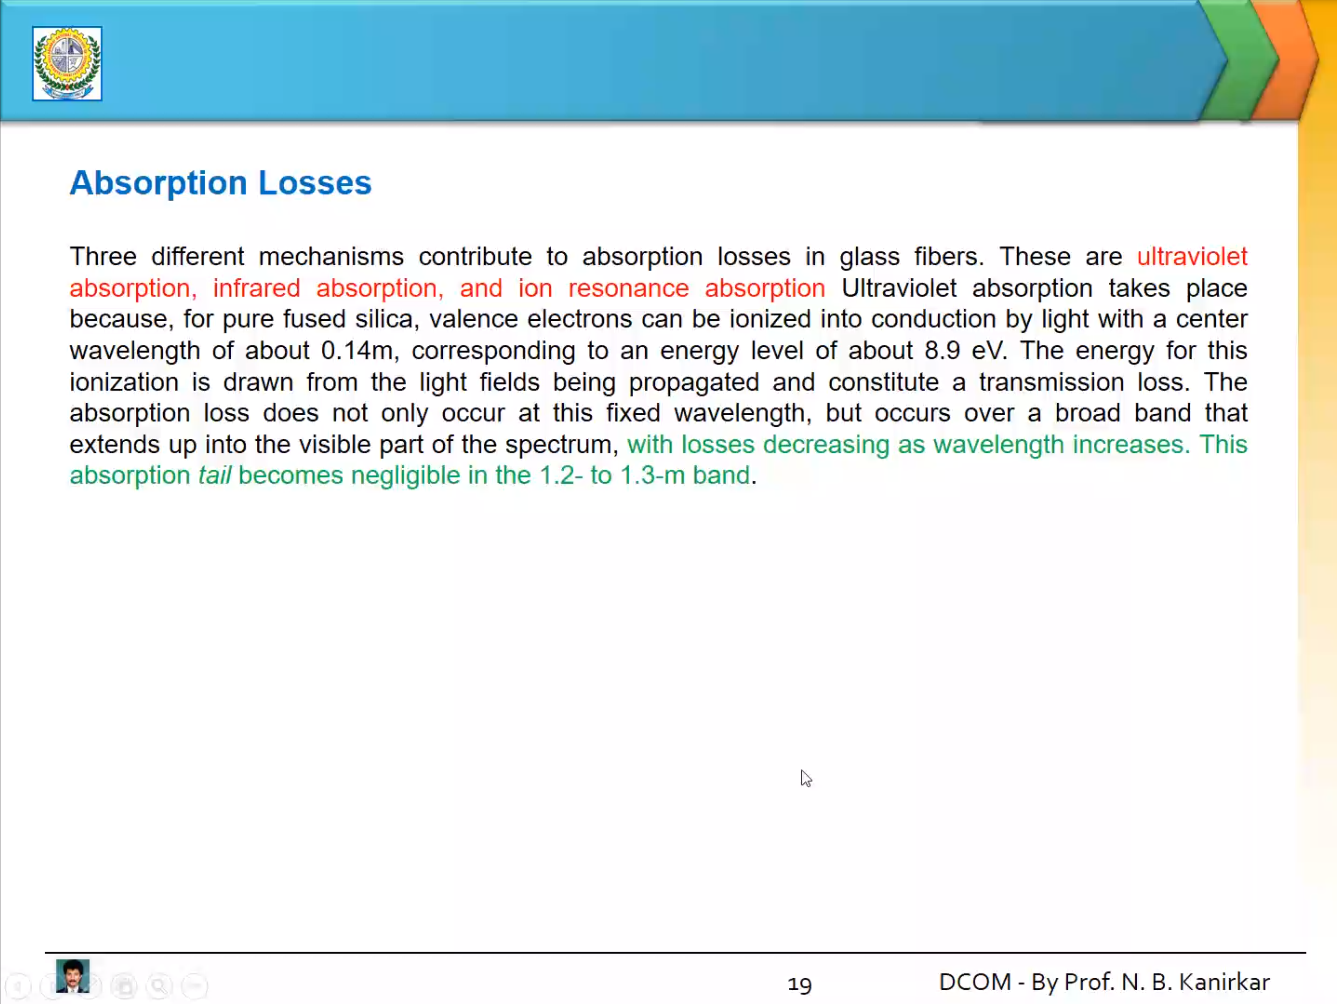 Absorption Losses
Three different mechanisms contribute to absorption losses in glass fibers. These are ultraviolet
absorption, infrared absorption, and ion resonance absorption Ultraviolet absorption takes place
because, for pure fused silica, valence electrons can be ionized into conduction by light with a center
wavelength of about 0.14m, corresponding to an energy level of about 8.9 eV. The energy for this
ionization is drawn from the light fields being propagated and constitute a transmission loss. The
absorption loss does not only occur at this fixed wavelength, but occurs over a broad band that
extends up into the visible part of the spectrum, with losses decreasing as wavelength increases. This
absorption tail becomes negligible in the 1.2- to 1.3-m band.
19
DCOM - By Prof. N. B. Kanirkar